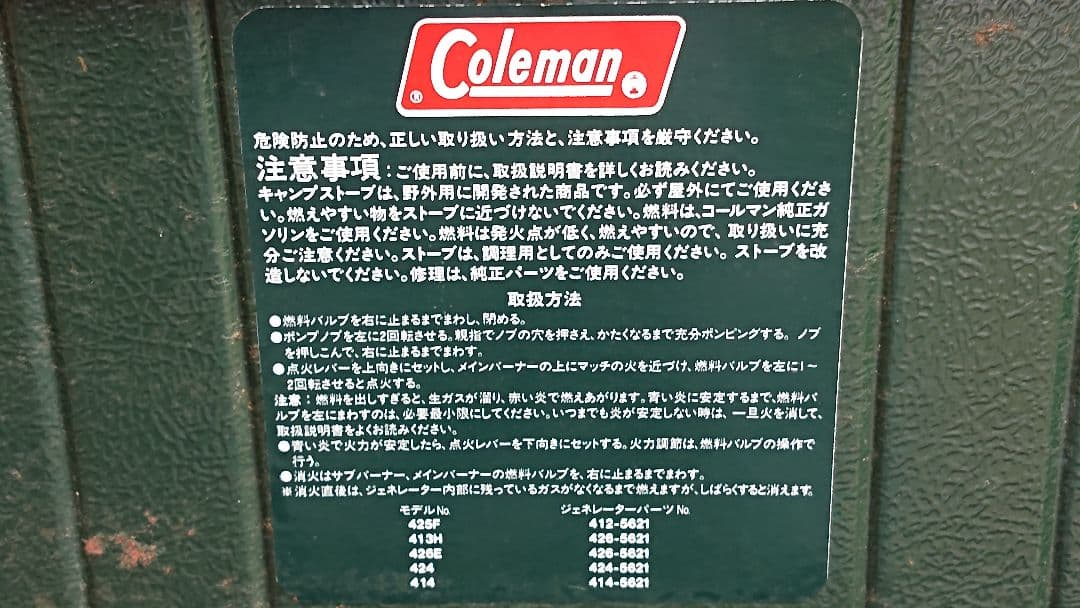 Coleman
危険防止のため、正しい取り扱い方法と、注意事項を厳守ください。
注意事項:ご使用前に、取扱説明書を詳しくお読みください。
キャンプストーブは、野外用に開発された商品です。必ず屋外にてご使用くださ
い。燃えやすい物をストーブに近づけないでください。燃料は、コールマン純正ガ
ソリンをご使用ください。燃料は発火点が低く、燃えやすいので、取り扱いに充
分ご注意ください。ストーブは、調理用としてのみご使用ください。ストーブを改
造しないでください。修理は、純正パーツをご使用ください。
取扱方法
●燃料バルブを右に止まるまでまわし、閉める。
●ポンプノブを左に2回転させる。親指でノブの穴を押さえ、かたくなるまで充分ポンピングする。ノブ
を押しこんで、右に止まるまでまわす。
●点火レバーを上向きにセットし、メインバーナーの上にマッチの火を近づけ、燃料バルブを左に1〜
2回転させると点火する。
注意:燃料を出しすぎると、生ガスが溜り、赤い炎で燃えあがります。青い炎に安定するまで、燃料バ
ルブを左にまわすのは、必要最小限にしてください。いつまでも炎が安定しない時は、一旦火を消して、
取扱説明書をよくお読みください。
●青い炎で火力が安定したら、点火レバーを下向きにセットする。火力調節は、燃料バルブの操作で
行う。
●消火はサブバーナー、メインバーナーの燃料バルブを、右に止まるまでまわす。
※消火直後は、ジェネレーター内部に残っているガスがなくなるまで燃えますが、しばらくすると消えます。
モデルNo. ジェネレーターパーツNo.
425F 412-5621
413H 426-5621
426E 426-5621
424 424-5621
414 414-5621